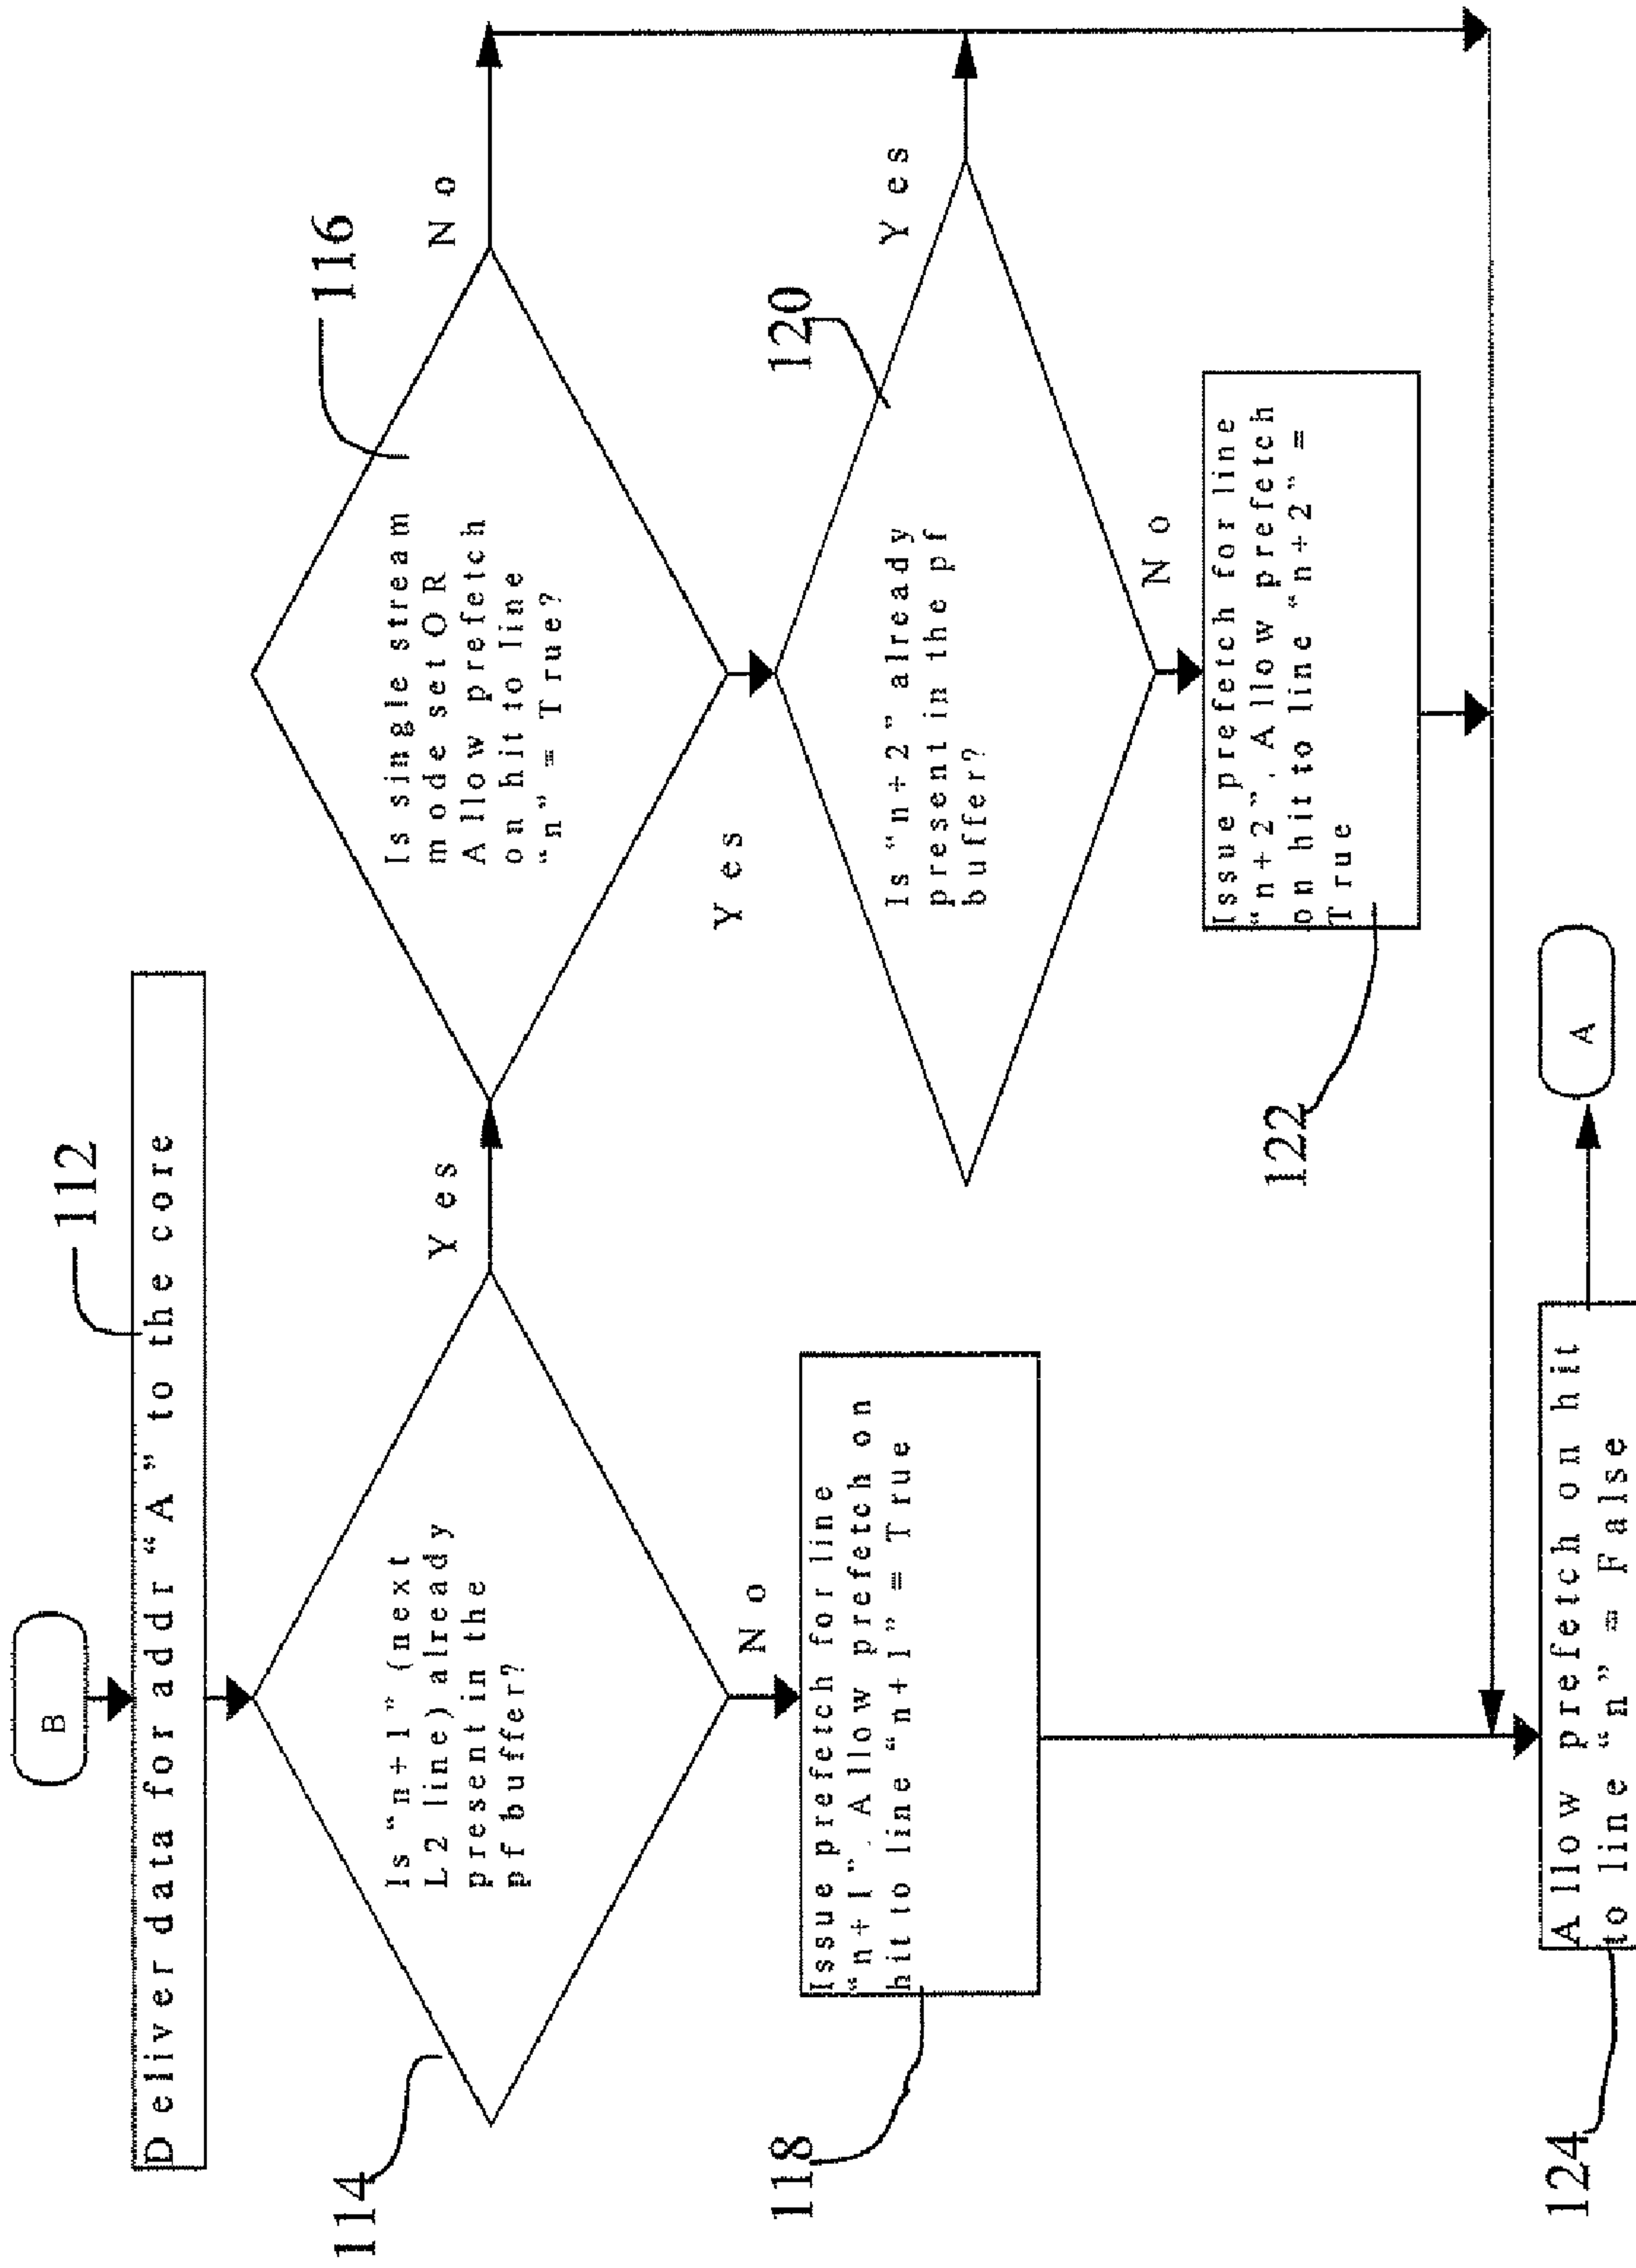 B
112
Deliver data for addr “A” to the core
114
Is “n+1” (next
L2 line) already
present in the
pf buffer?
Yes
116
Is single stream
mode set OR
Allow prefetch
on hit to line
“n” = True?
No
No
Yes
118
Issue prefetch for line
“n+1”. Allow prefetch on
hit to line “n+1” = True
120
Is “n+2” already
present in the pf
buffer?
Yes
No
122
Issue prefetch for line
“n+2”. Allow prefetch
on hit to line “n+2” =
True
124
Allow prefetch on hit
to line “n” = False
A